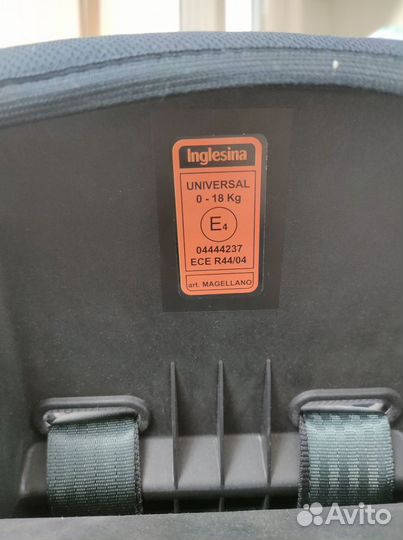 Inglesina
UNIVERSAL
0 - 18 Kg
E4
04444237
ECE R44/04
art. MAGELLANO
Avito